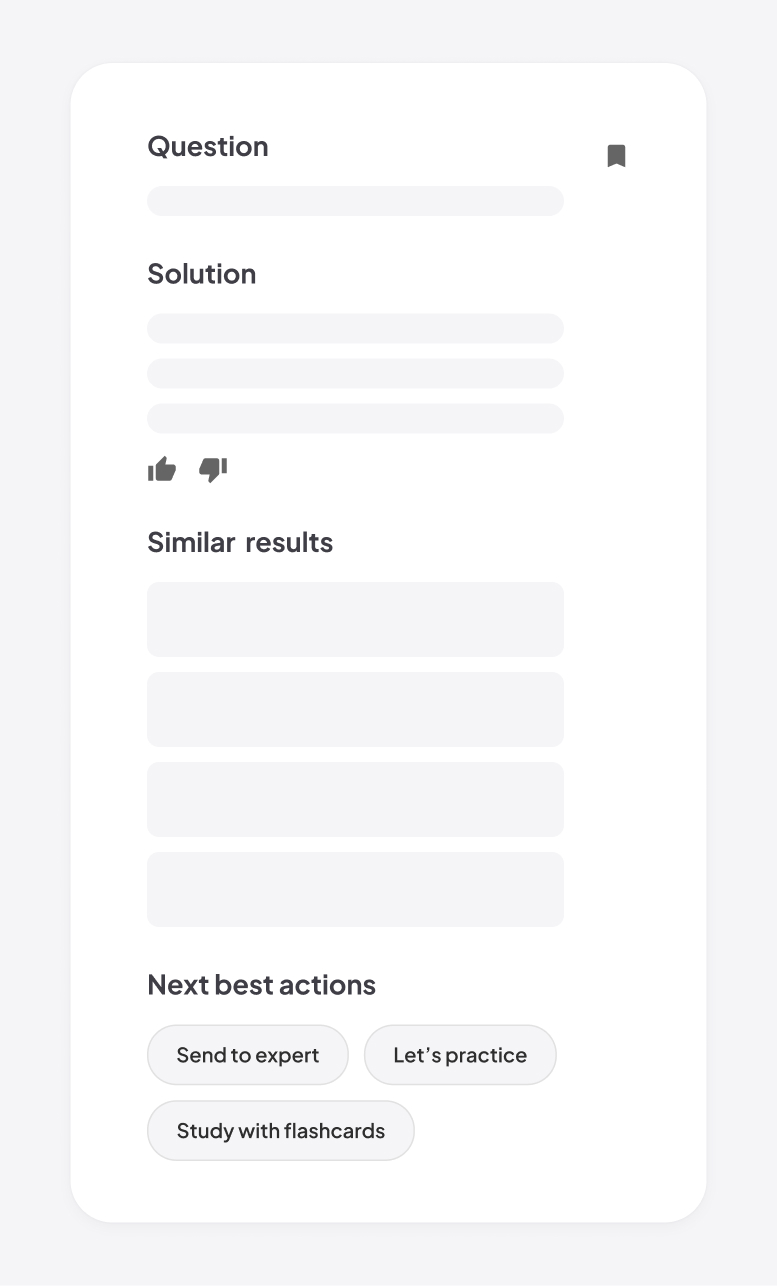 Question
Solution
Similar results
Next best actions
Send to expert
Let’s practice
Study with flashcards